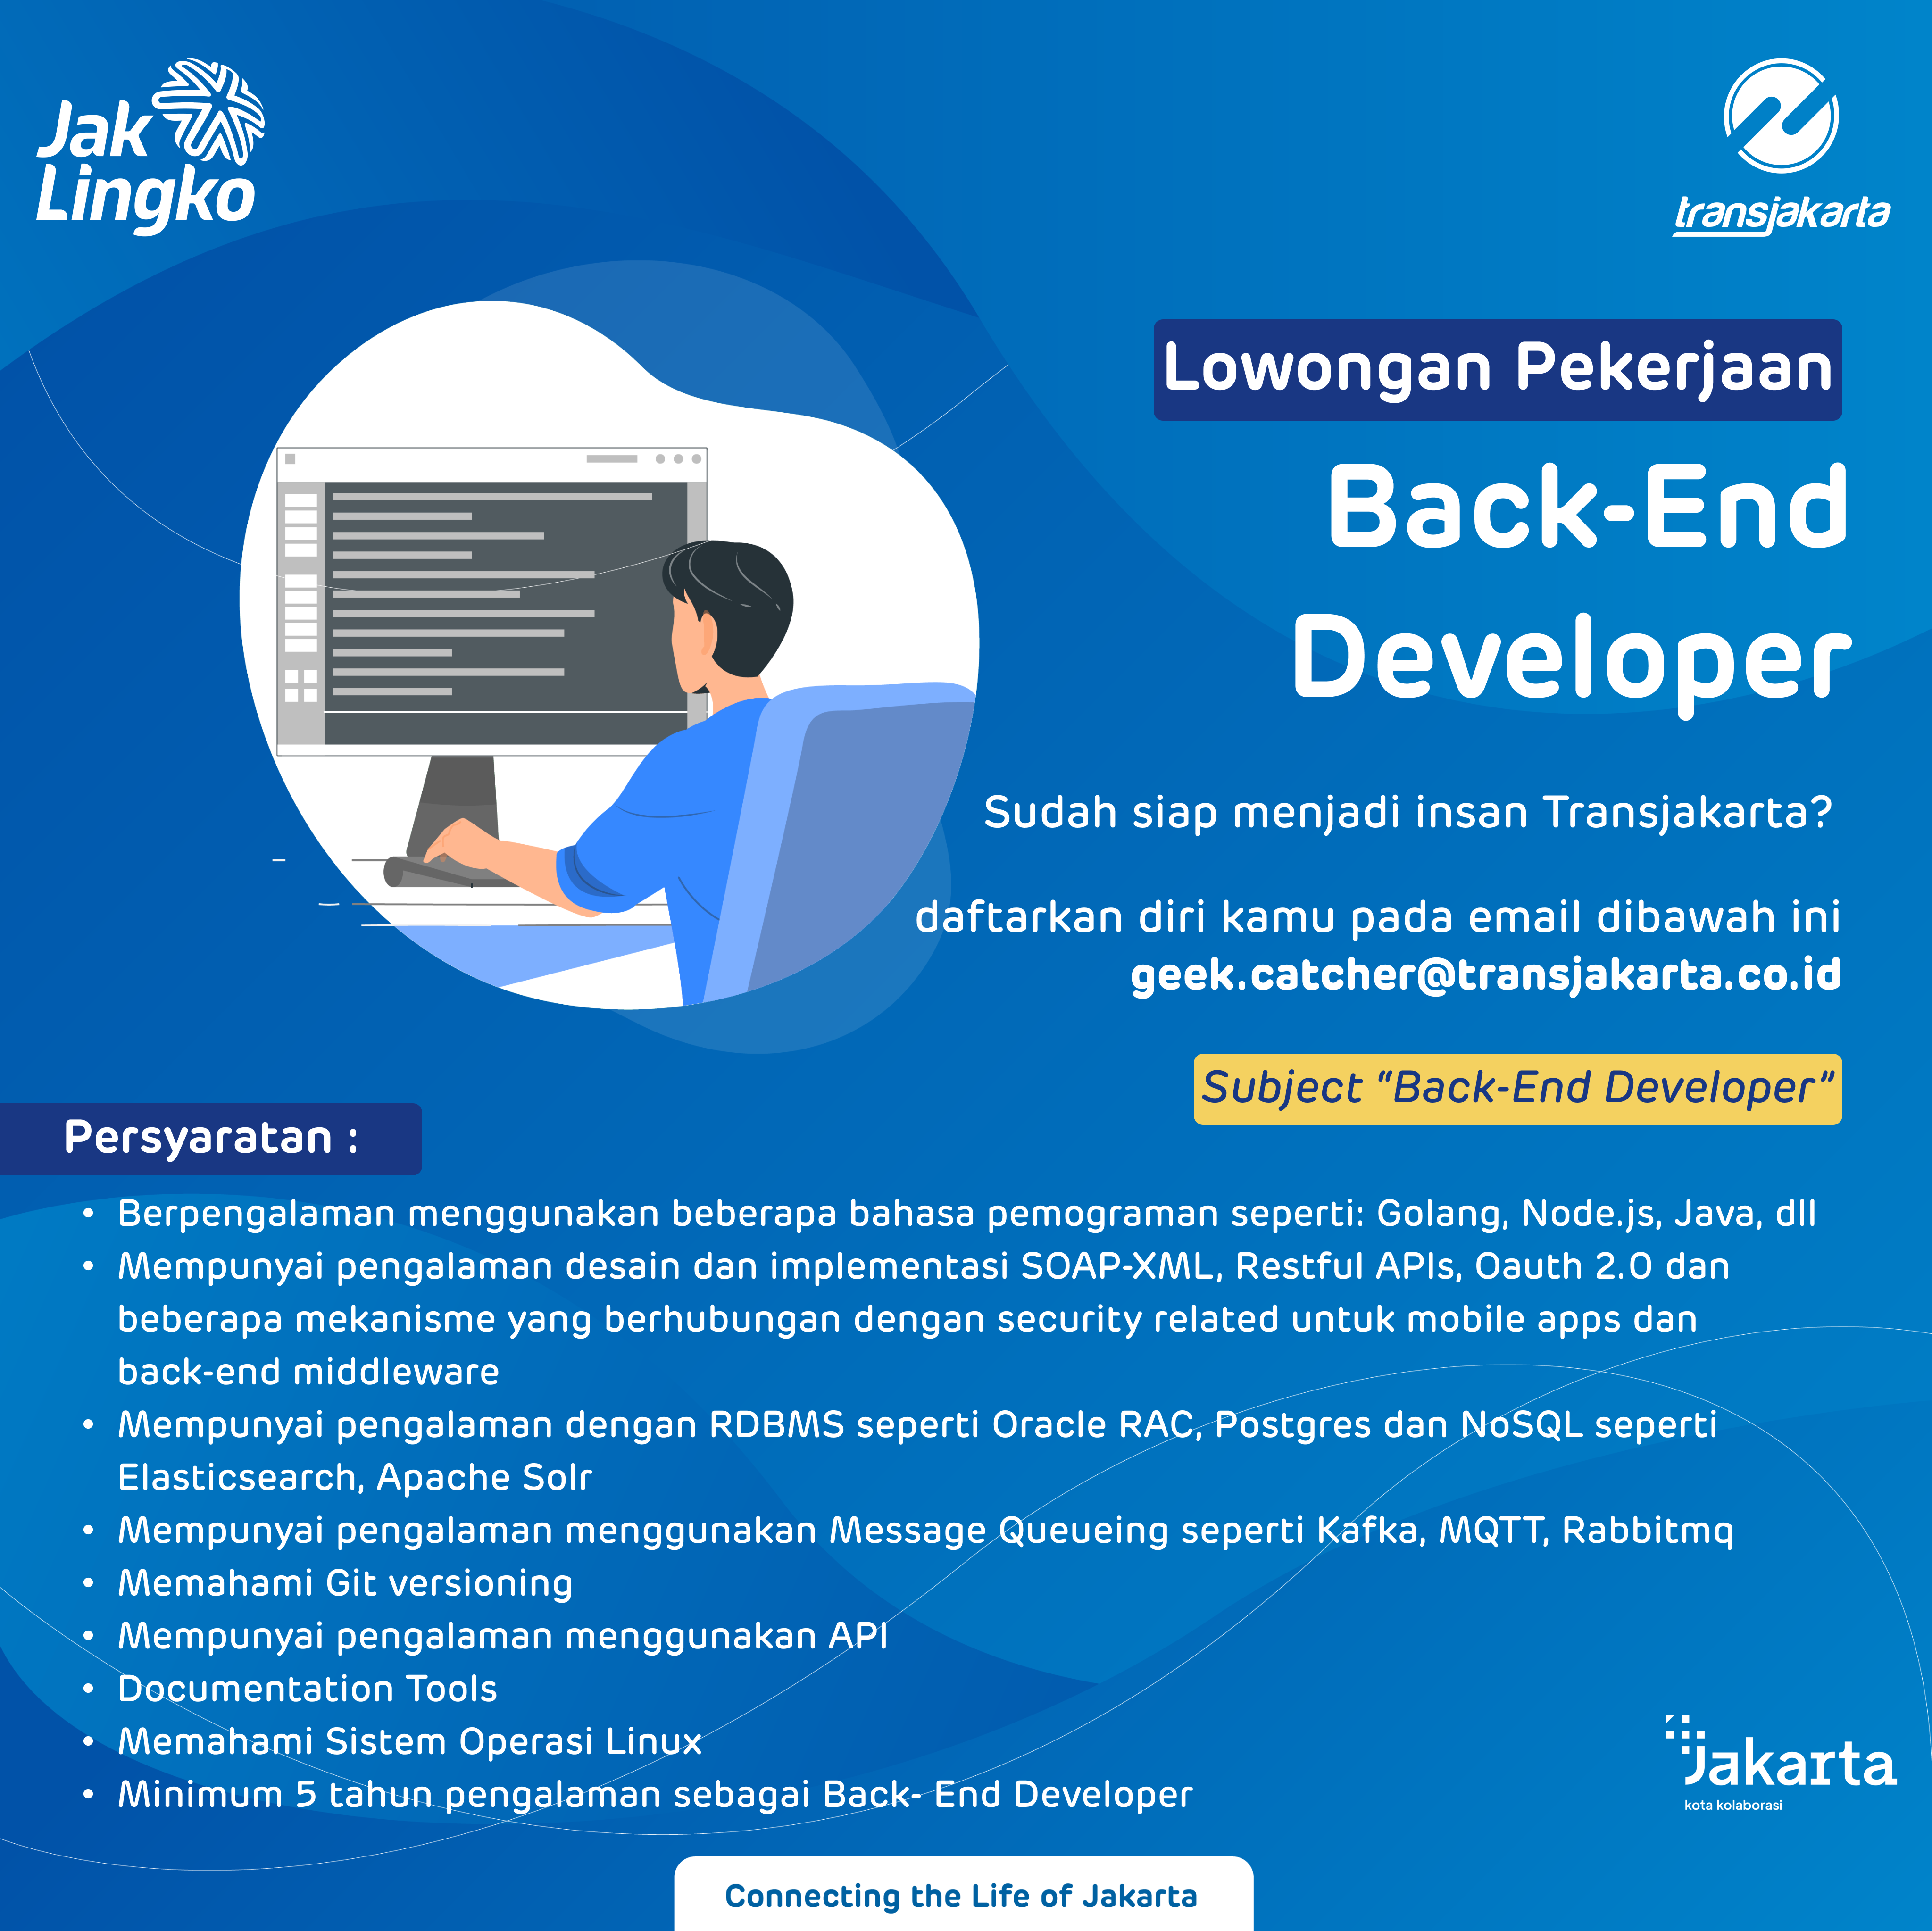 Jak
Lingko
transjakarta
Lowongan Pekerjaan
Back-End
Developer
Sudah siap menjadi insan Transjakarta?
daftarkan diri kamu pada email dibawah ini
geek.catcher@transjakarta.co.id
Subject “Back-End Developer”
Persyaratan :
• Berpengalaman menggunakan beberapa bahasa pemograman seperti: Golang, Node.js, Java, dll
• Mempunyai pengalaman desain dan implementasi SOAP-XML, Restful APIs, Oauth 2.0 dan
beberapa mekanisme yang berhubungan dengan security related untuk mobile apps dan
back-end middleware
• Mempunyai pengalaman dengan RDBMS seperti Oracle RAC, Postgres dan NoSQL seperti
Elasticsearch, Apache Solr
• Mempunyai pengalaman menggunakan Message Queueing seperti Kafka, MQTT, Rabbitmq
• Memahami Git versioning
• Mempunyai pengalaman menggunakan API
• Documentation Tools
• Memahami Sistem Operasi Linux
• Minimum 5 tahun pengalaman sebagai Back- End Developer
Jakarta
kota kolaborasi
Connecting the Life of Jakarta